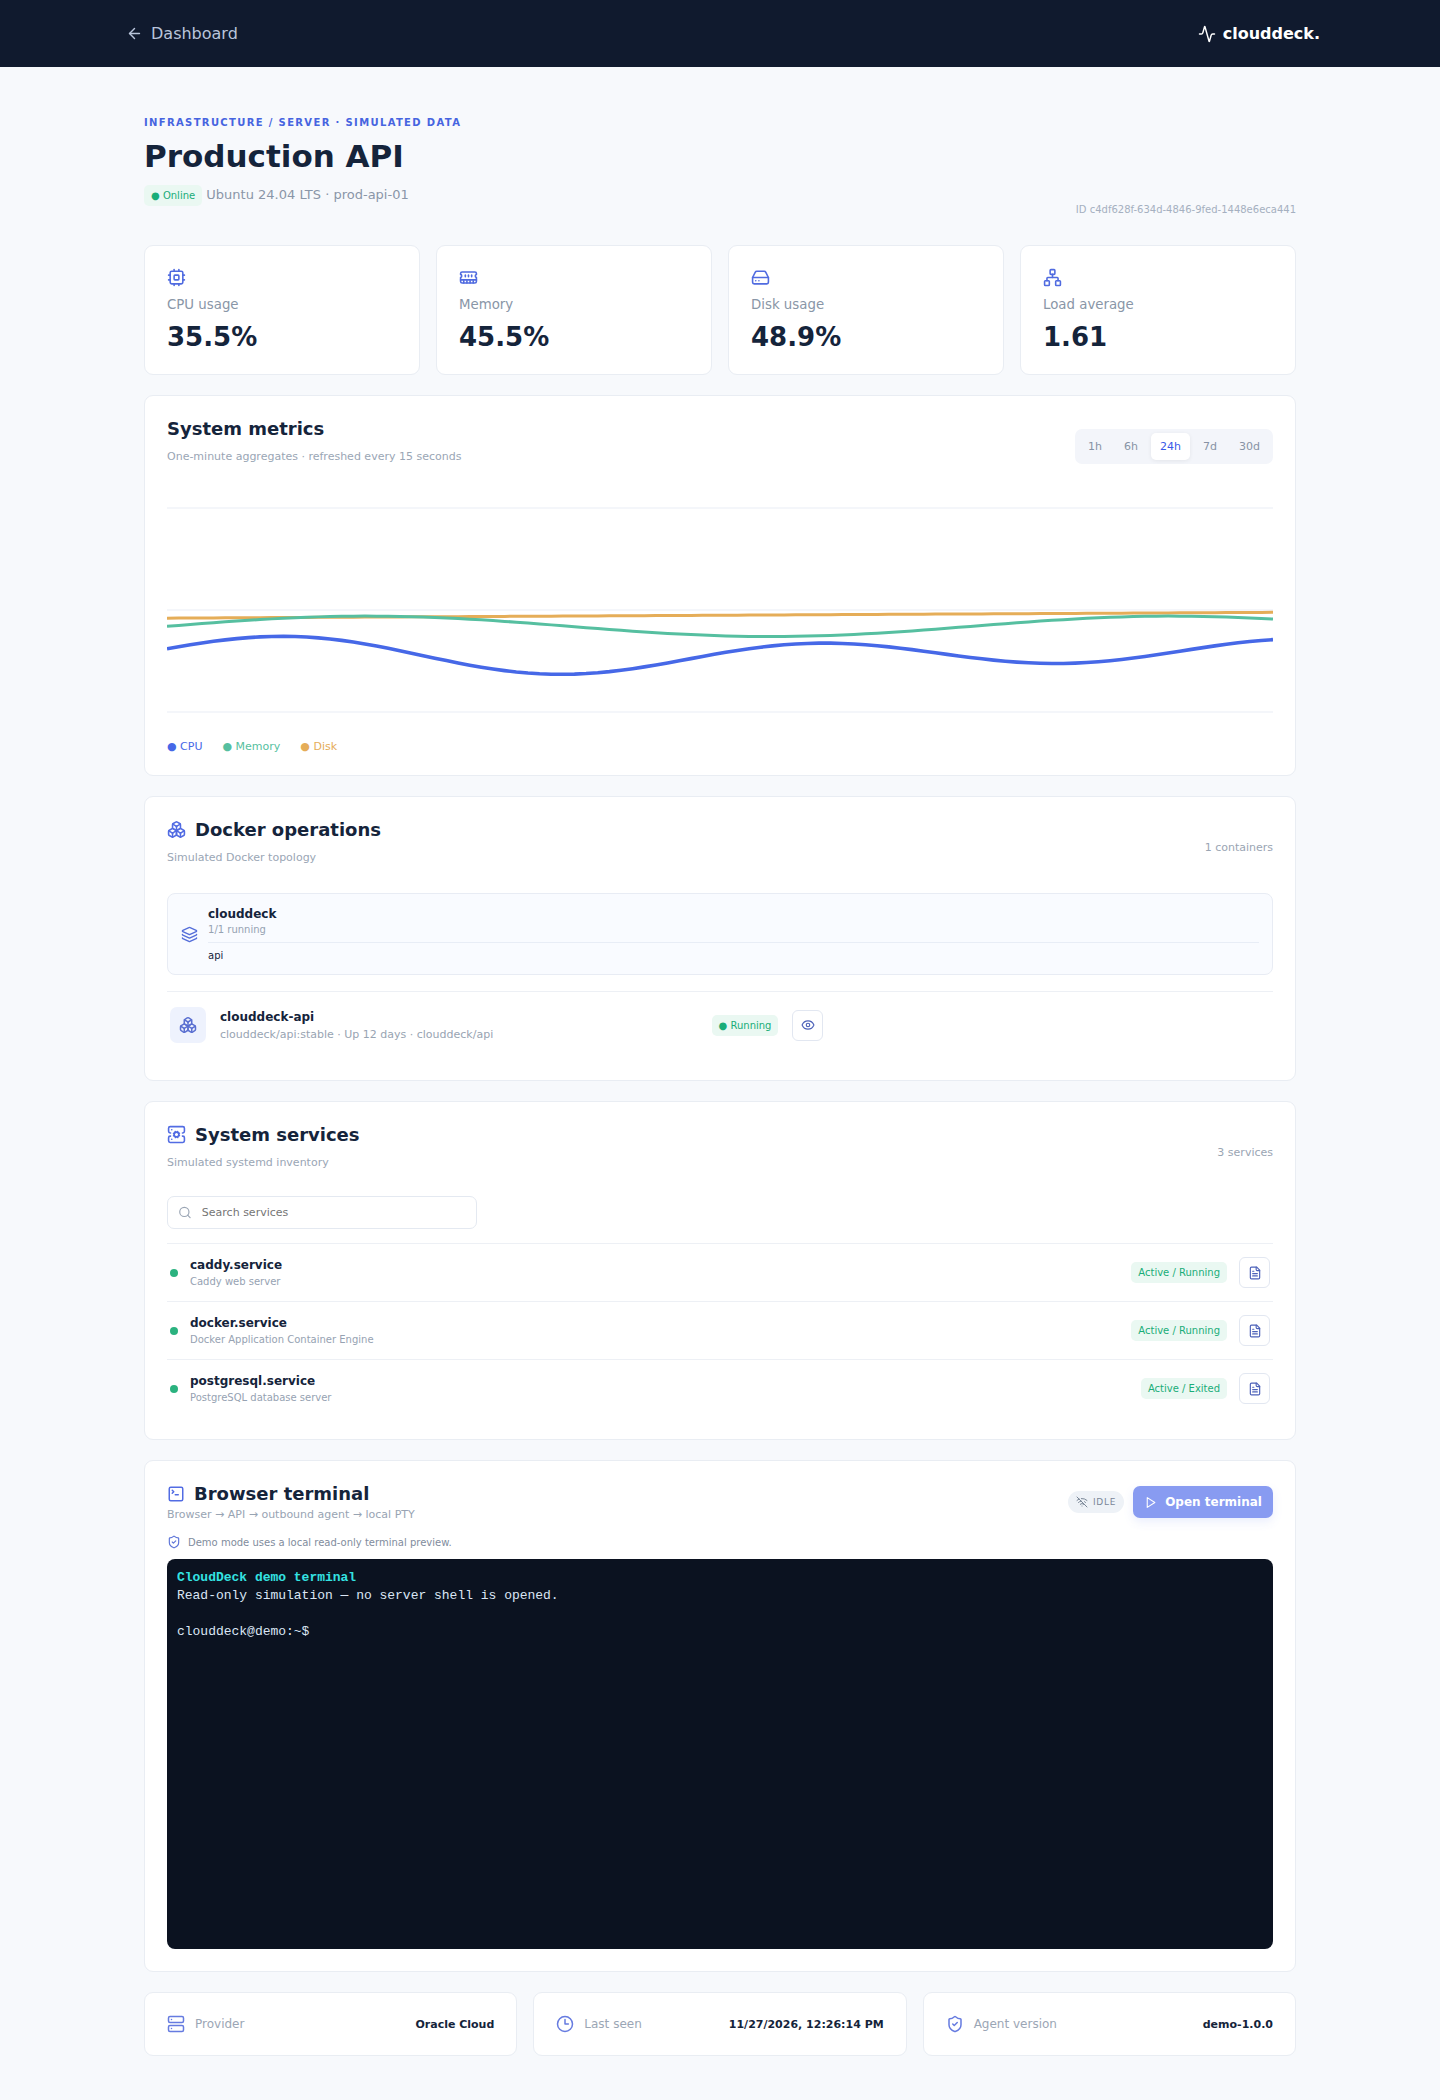 Dashboard
clouddeck.
INFRASTRUCTURE / SERVER · SIMULATED DATA
Production API
Online Ubuntu 24.04 LTS · prod-api-01
ID c4df628f-634d-4846-9fed-1448e6eca441
CPU usage
35.5%
Memory
45.5%
Disk usage
48.9%
Load average
1.61
System metrics
One-minute aggregates · refreshed every 15 seconds
1h 6h 24h 7d 30d
CPU Memory Disk
Docker operations
Simulated Docker topology
1 containers
clouddeck
1/1 running
api
clouddeck-api
clouddeck/api:stable · Up 12 days · clouddeck/api
Running
System services
Simulated systemd inventory
3 services
Search services
caddy.service
Caddy web server
Active / Running
docker.service
Docker Application Container Engine
Active / Running
postgresql.service
PostgreSQL database server
Active / Exited
Browser terminal
Browser → API → outbound agent → local PTY
IDLE
Open terminal
Demo mode uses a local read-only terminal preview.
CloudDeck demo terminal
Read-only simulation — no server shell is opened.
clouddeck@demo:~$
Provider
Oracle Cloud
Last seen
11/27/2026, 12:26:14 PM
Agent version
demo-1.0.0